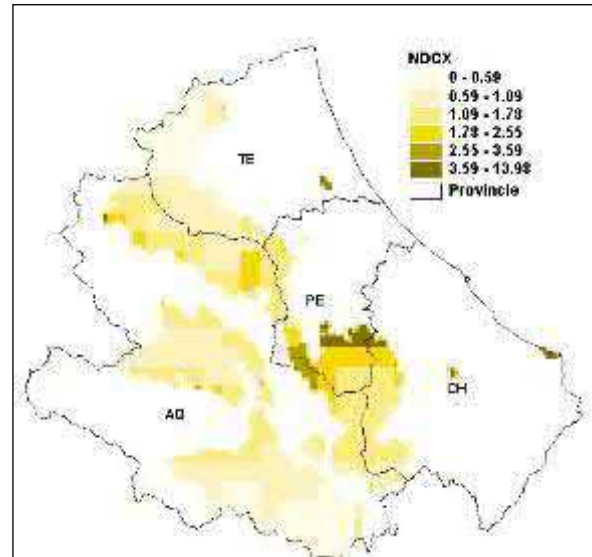 NDCX
0 - 0.59
0.59 - 1.09
1.09 - 1.78
1.78 - 2.55
2.55 - 3.59
3.59 - 13.98
Provincie
TE
PE
AQ
CH